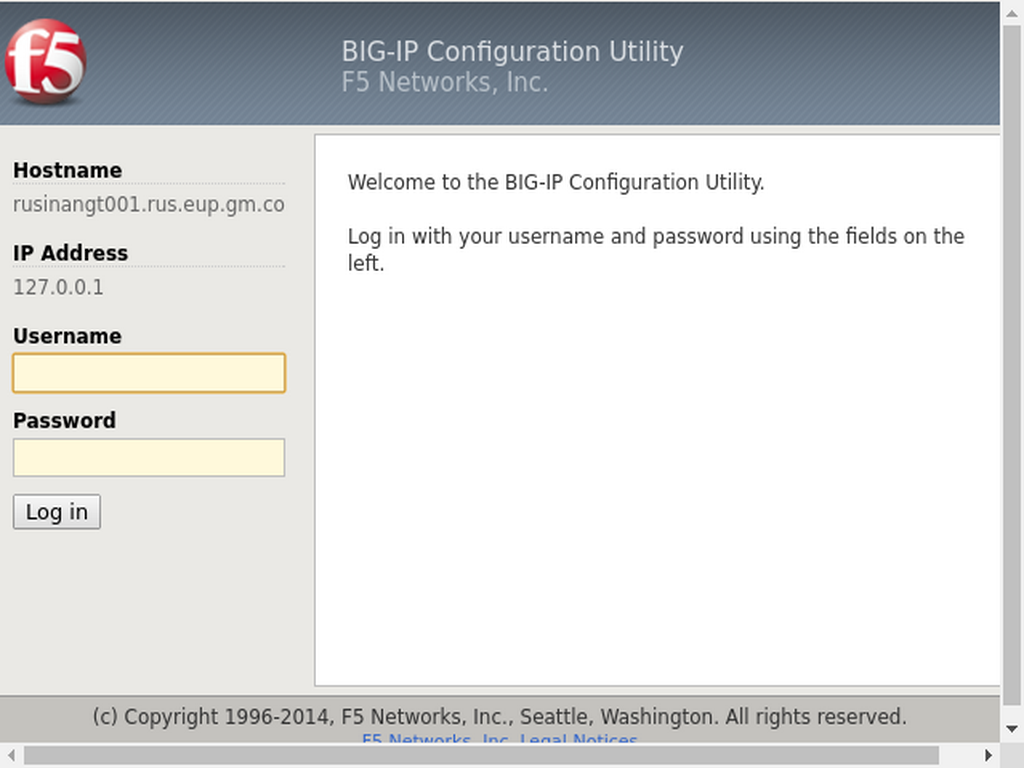 f5
BIG-IP Configuration Utility
F5 Networks, Inc.
Hostname
rusinangt001.rus.eup.gm.co
IP Address
127.0.0.1
Username
Password
Log in
Welcome to the BIG-IP Configuration Utility.
Log in with your username and password using the fields on the
left.
(c) Copyright 1996-2014, F5 Networks, Inc., Seattle, Washington. All rights reserved.
F5 Networks, Inc. Legal Notices